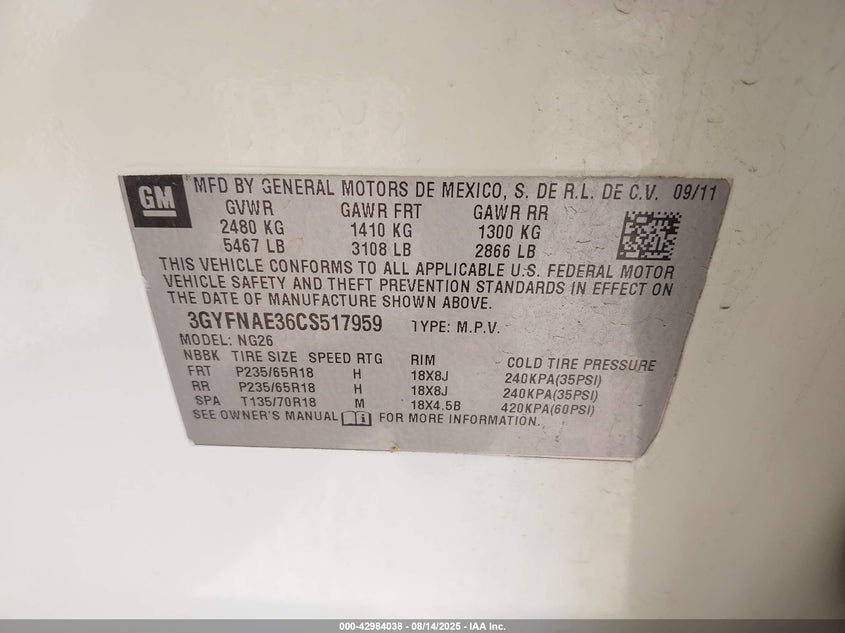 GM MFD BY GENERAL MOTORS DE MEXICO, S. DE R.L. DE C.V. 09/11
GVWR GAWR FRT GAWR RR
2480 KG 1410 KG 1300 KG
5467 LB 3108 LB 2866 LB
THIS VEHICLE CONFORMS TO ALL APPLICABLE U.S. FEDERAL MOTOR
VEHICLE SAFETY AND THEFT PREVENTION STANDARDS IN EFFECT ON
THE DATE OF MANUFACTURE SHOWN ABOVE.
3GYFNAE36CS517959 TYPE: M.P.V.
MODEL: NG26
NBBK TIRE SIZE SPEED RTG RIM COLD TIRE PRESSURE
FRT P235/65R18 H 18X8J 240KPA(35PSI)
RR P235/65R18 H 18X8J 240KPA(35PSI)
SPA T135/70R18 M 18X4.5B 420KPA(60PSI)
SEE OWNER'S MANUAL FOR MORE INFORMATION.
000-42984038 - 08/14/2025 - IAA Inc.